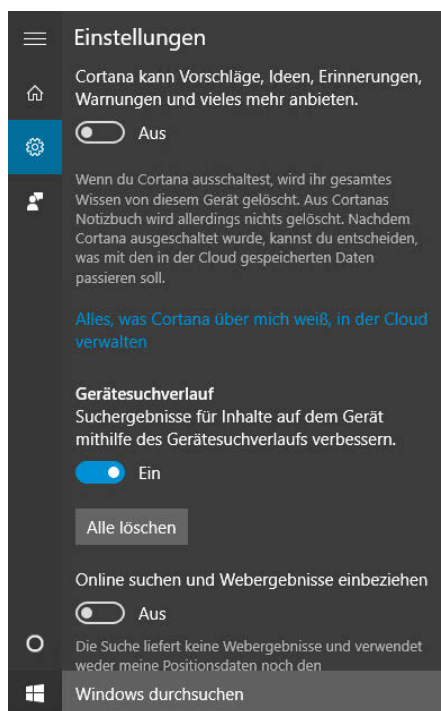 Einstellungen
Cortana kann Vorschläge, Ideen, Erinnerungen,
Warnungen und vieles mehr anbieten.
Aus
Wenn du Cortana ausschaltest, wird ihr gesamtes
Wissen von diesem Gerät gelöscht. Aus Cortanas
Notizbuch wird allerdings nichts gelöscht. Nachdem
Cortana ausgeschaltet wurde, kannst du entscheiden,
was mit den in der Cloud gespeicherten Daten
passieren soll.
Alles, was Cortana über mich weiß, in der Cloud
verwalten
Gerätesuchverlauf
Suchergebnisse für Inhalte auf dem Gerät
mithilfe des Gerätesuchverlaufs verbessern.
Ein
Alle löschen
Online suchen und Webergebnisse einbeziehen
Aus
Die Suche liefert keine Webergebnisse und verwendet
weder meine Positionsdaten noch den
Windows durchsuchen